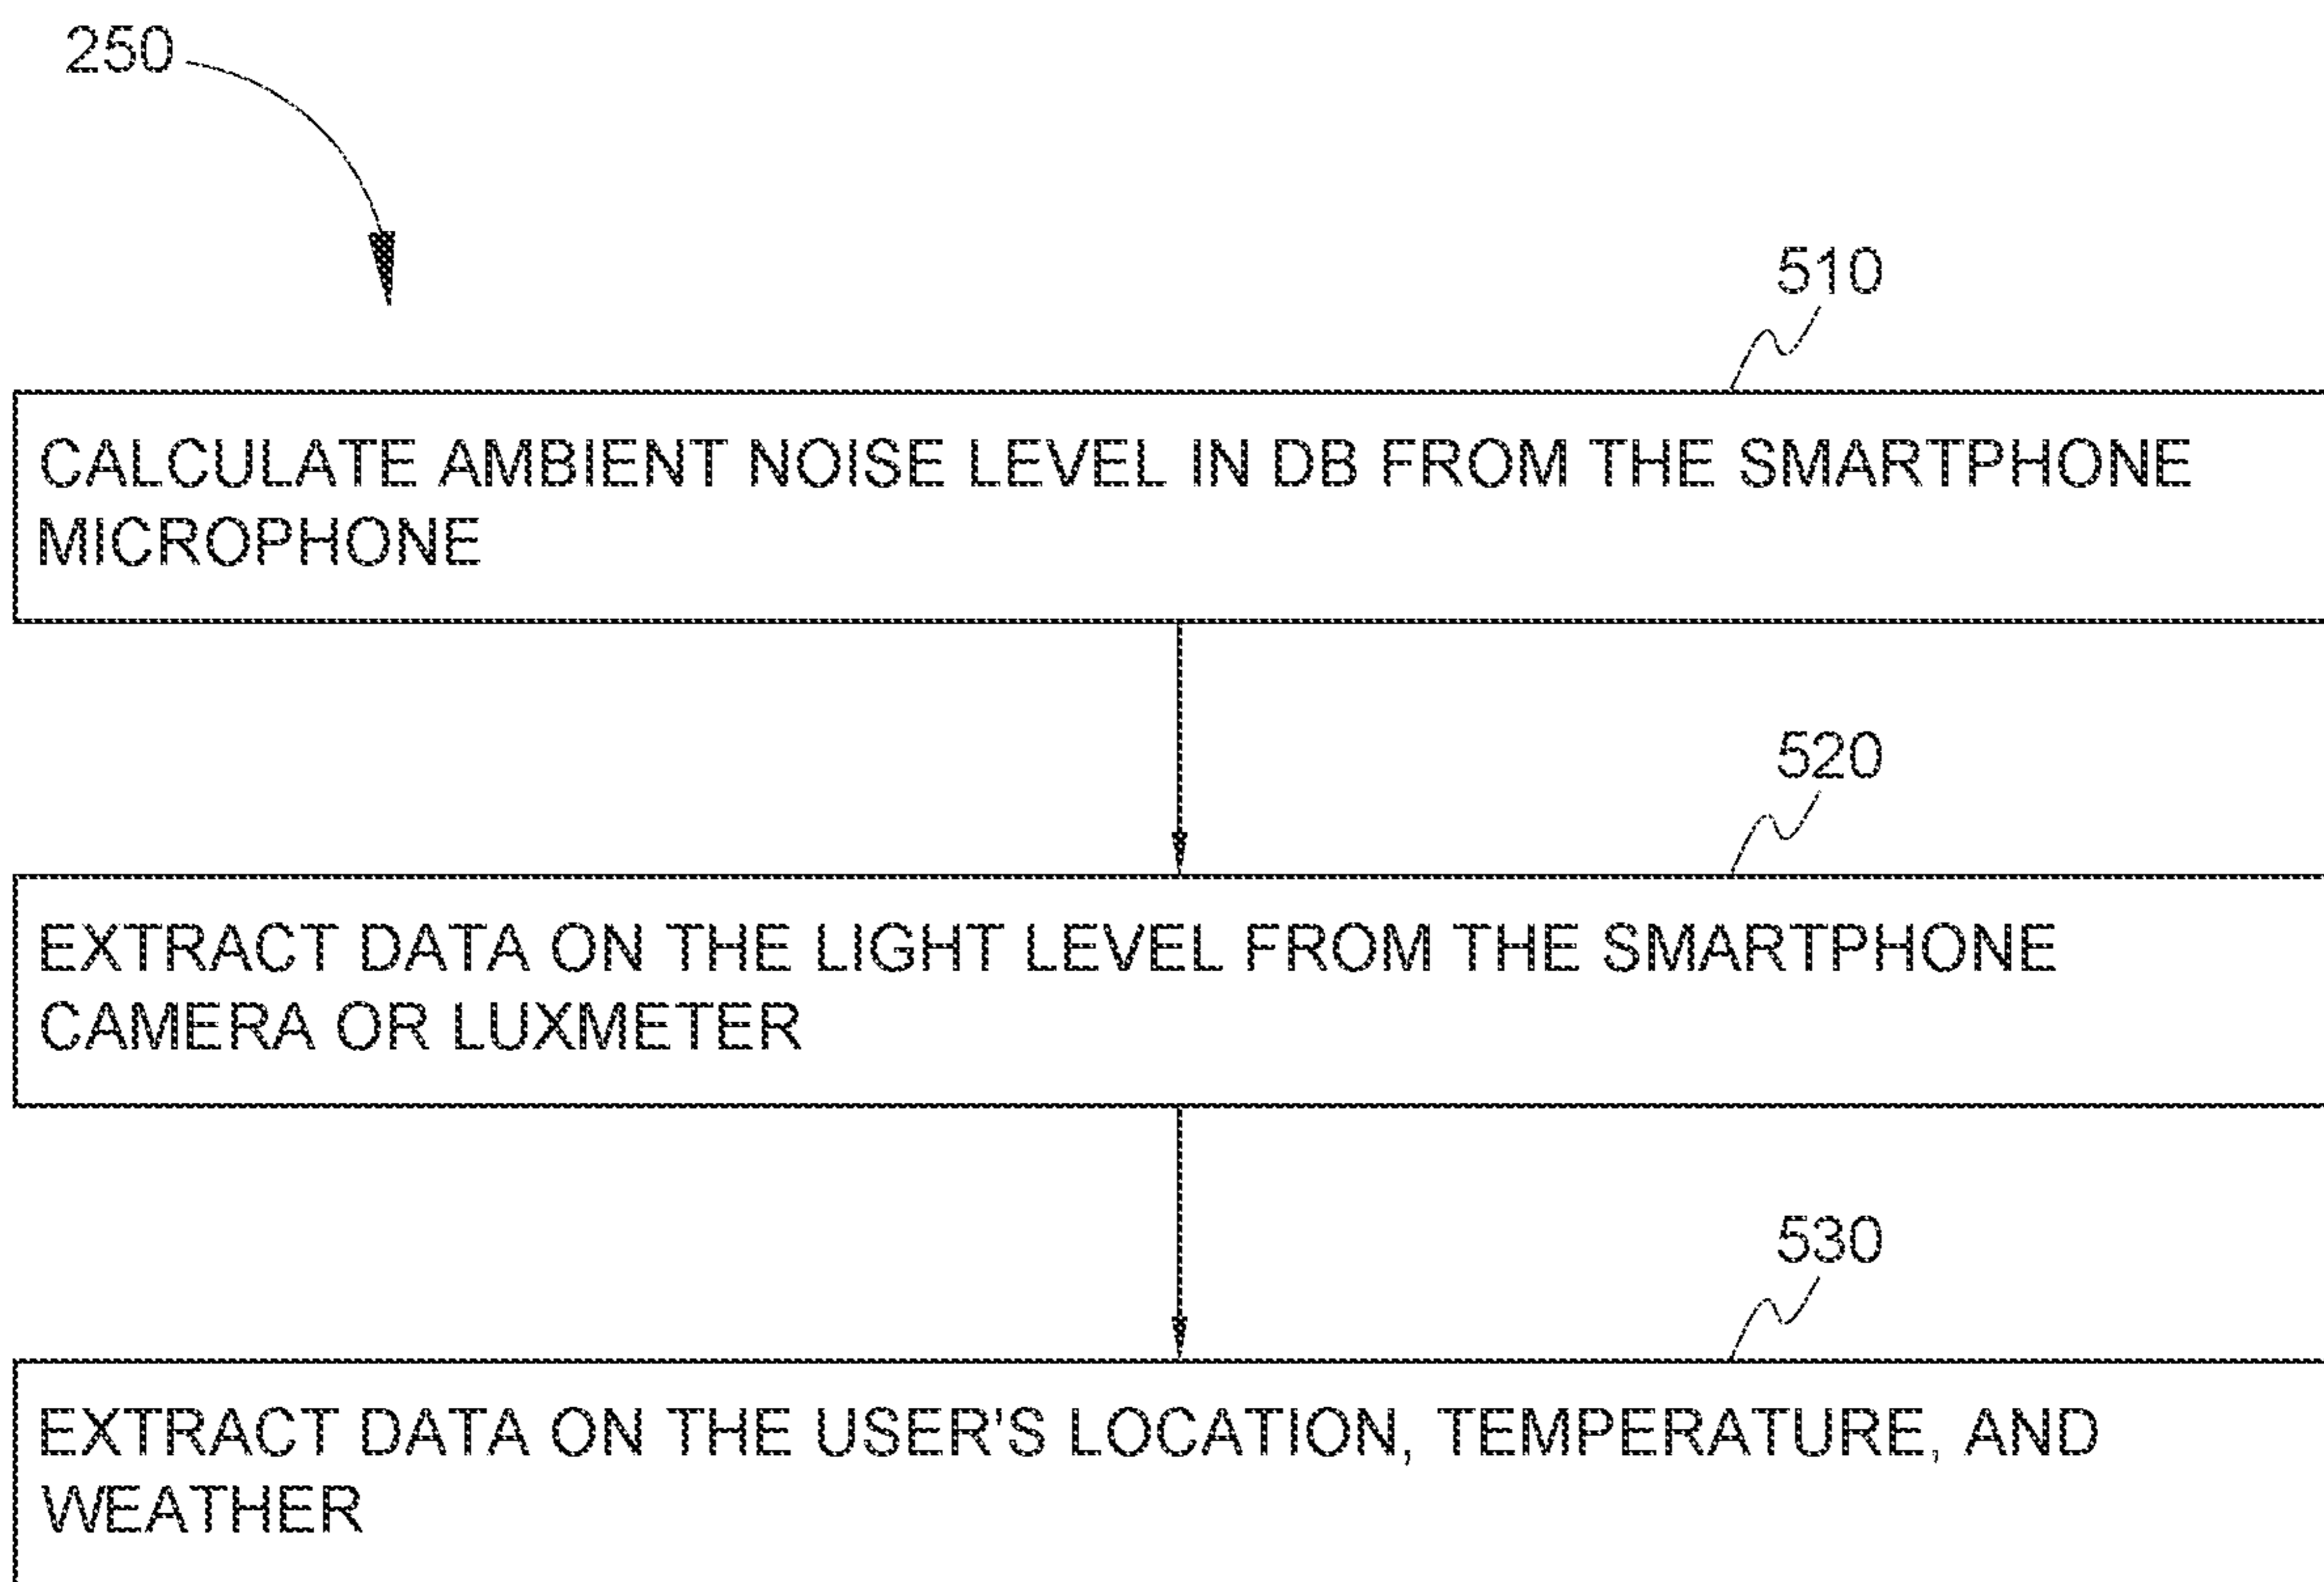 250
510
CALCULATE AMBIENT NOISE LEVEL IN DB FROM THE SMARTPHONE
MICROPHONE
520
EXTRACT DATA ON THE LIGHT LEVEL FROM THE SMARTPHONE
CAMERA OR LUXMETER
530
EXTRACT DATA ON THE USER'S LOCATION, TEMPERATURE, AND
WEATHER